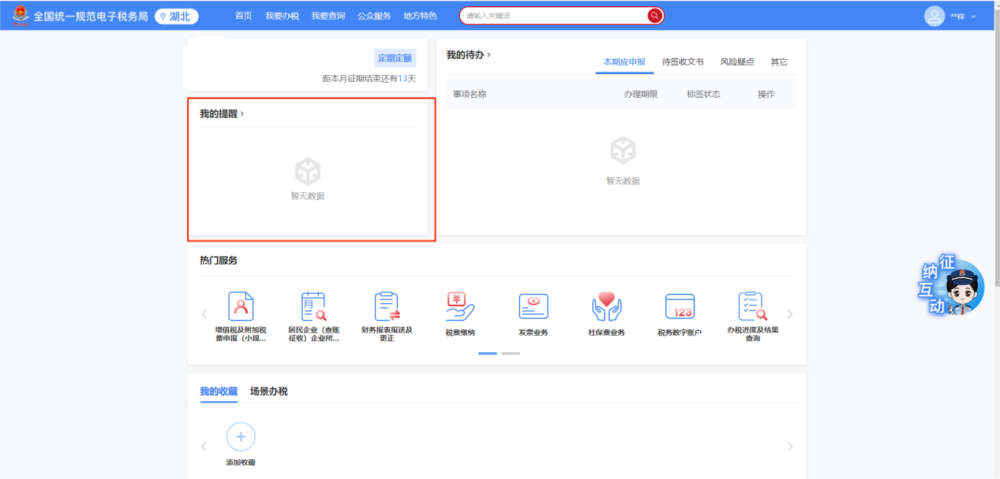 全国统一规范电子税务局 湖北 首页 我要办税 我要查询 公众服务 地方特色 请输入关键词 **祥
定期定额
距本月征期结束还有13天
我的提醒
暂无数据
我的待办
本期应申报 待签收文书 风险疑点 其它
事项名称 办理期限 标签状态 操作
暂无数据
热门服务
增值税及附加税
费申报（小规...
居民企业（查账
征收）企业所...
财务报表报送及
更正
税费缴纳
发票业务
社保费业务
123
税务数字账户
办税进度及结果
查询
征纳互动
我的收藏 场景办税
添加收藏